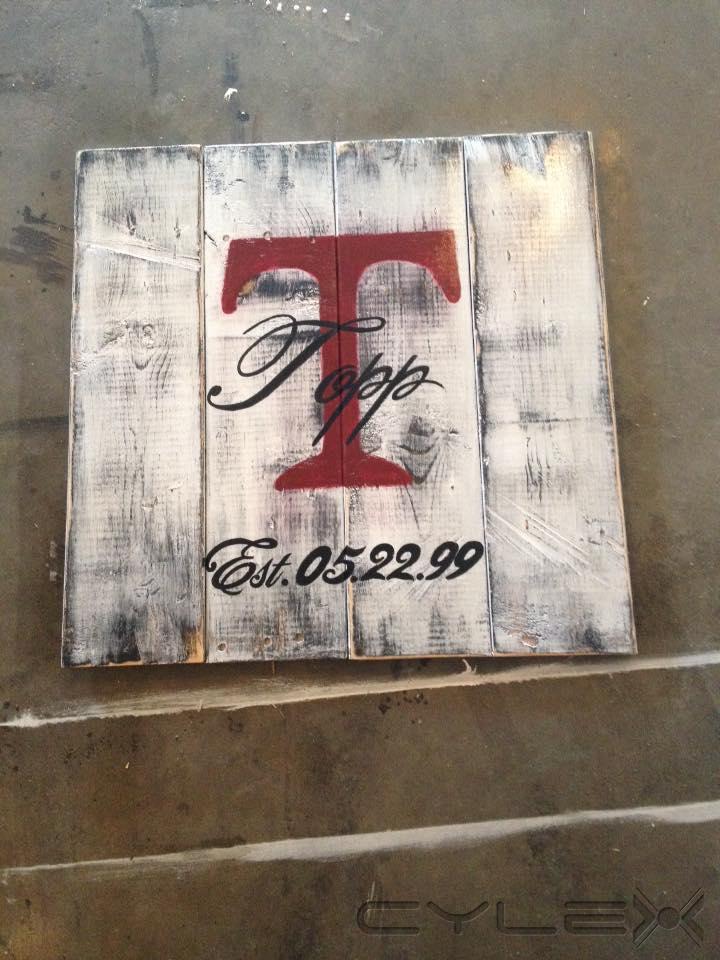 T
Topp
Est. 05.22.99
CYLEX